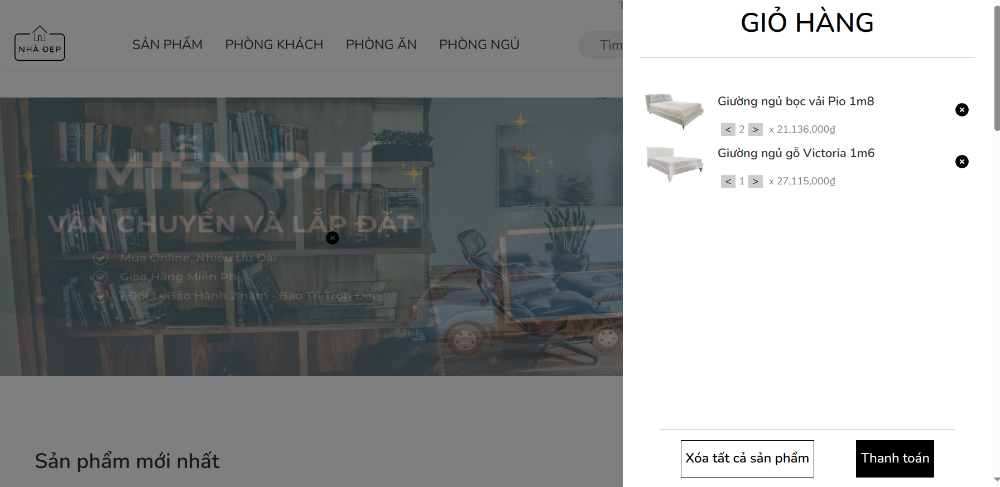 NHÀ ĐẸP
SẢN PHẨM PHÒNG KHÁCH PHÒNG ĂN PHÒNG NGỦ
Tìm
MIỄN PHÍ
VẬN CHUYỂN VÀ LẮP ĐẶT
Mua Online, Nhiều Ưu Đãi
Giao Hàng Miễn Phí
1 Đổi 1 - Bảo Hành 2 năm - Bảo Trì Trọn Đời
Sản phẩm mới nhất
GIỎ HÀNG
Giường ngủ bọc vải Pio 1m8
< 2 > x 21,136,000₫
Giường ngủ gỗ Victoria 1m6
< 1 > x 27,115,000₫
Xóa tất cả sản phẩm
Thanh toán